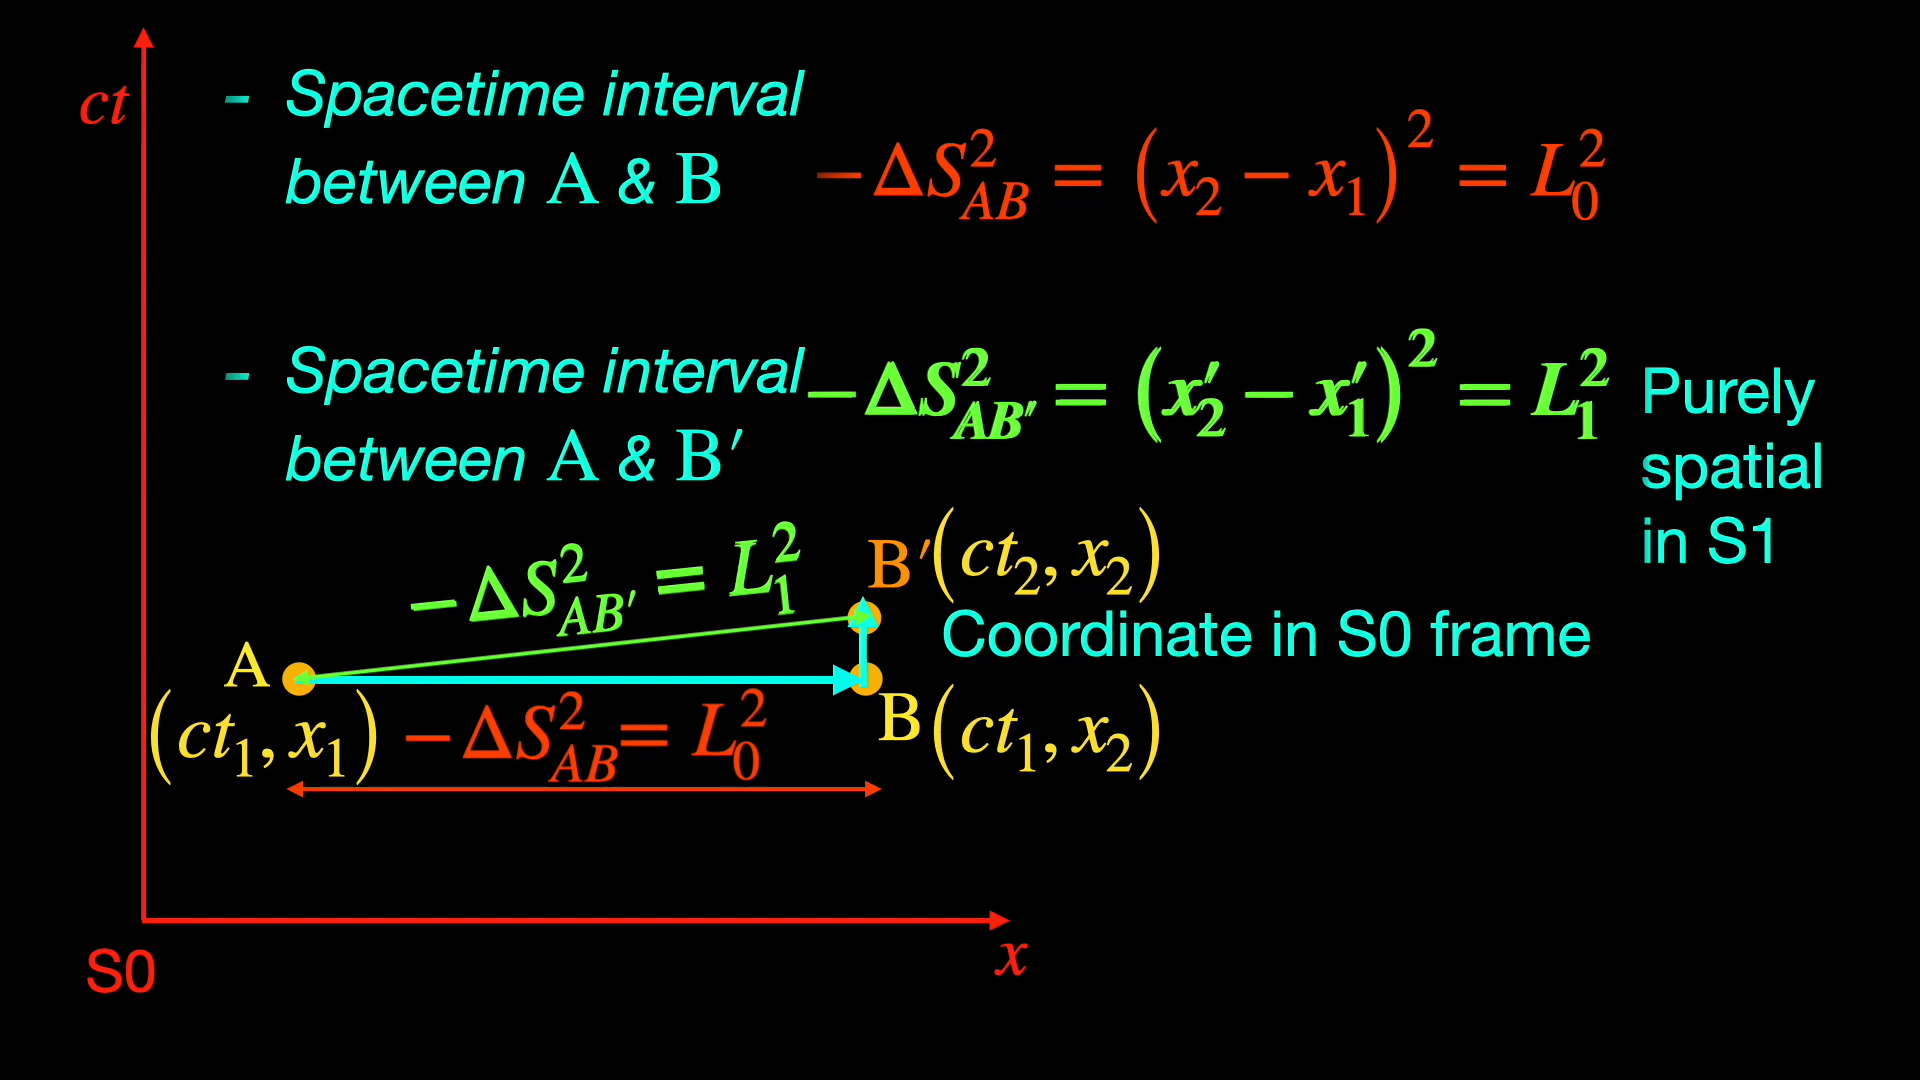 ct
- Spacetime interval
between A & B
−ΔS²_AB = (x₂ − x₁)² = L₀²
- Spacetime interval
between A & B′
−ΔS²_AB′ = (x′₂ − x′₁)² = L₁²
Purely
spatial
in S1
−ΔS²_AB′ = L₁²
B′(ct₂, x₂)
Coordinate in S0 frame
A
(ct₁, x₁)
−ΔS²_AB = L₀²
B(ct₁, x₂)
x
S0